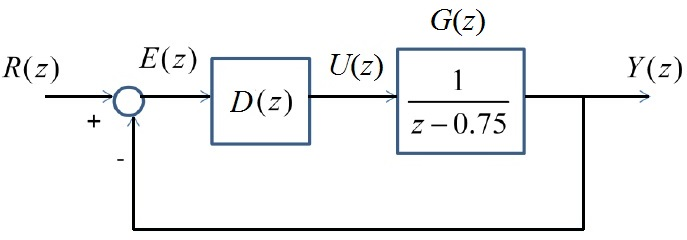 G(z)
R(z)
E(z)
D(z)
U(z)
1
z − 0.75
Y(z)
+
-